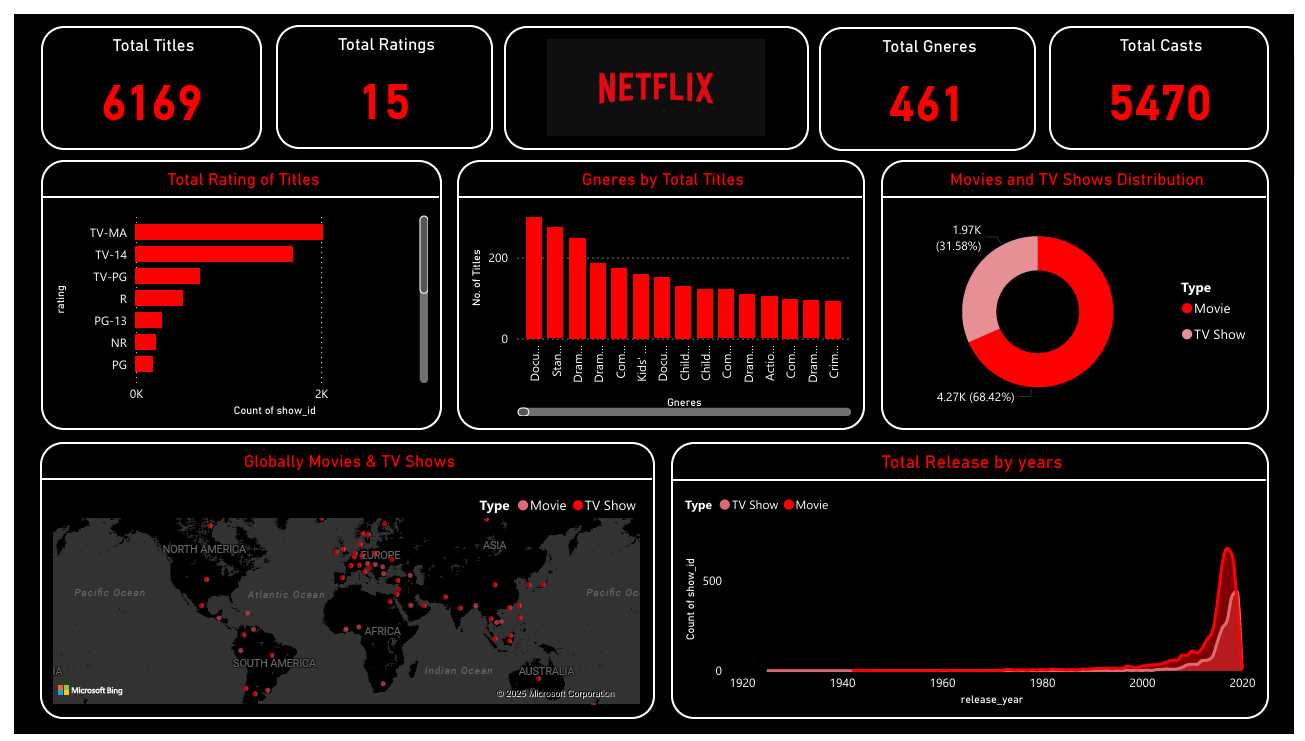 Total Titles
6169
Total Ratings
15
NETFLIX
Total Gneres
461
Total Casts
5470
Total Rating of Titles
rating
TV-MA
TV-14
TV-PG
R
PG-13
NR
PG
0K
2K
Count of show_id
Gneres by Total Titles
No. of Titles
200
0
Docu...
Stan...
Dram...
Dram...
Com...
Kids' ...
Docu...
Child...
Child...
Com...
Dram...
Actio...
Com...
Dram...
Crim...
Gneres
Movies and TV Shows Distribution
1.97K
(31.58%)
4.27K (68.42%)
Type
Movie
TV Show
Globally Movies & TV Shows
Type Movie TV Show
NORTH AMERICA
EUROPE
ASIA
Pacific Ocean
Atlantic Ocean
Pacific Oc
AFRICA
SOUTH AMERICA
Indian Ocean
AUSTRALIA
IA
Microsoft Bing
© 2025 Microsoft Corporation
Total Release by years
Type TV Show Movie
Count of show_id
500
0
1920
1940
1960
1980
2000
2020
release_year